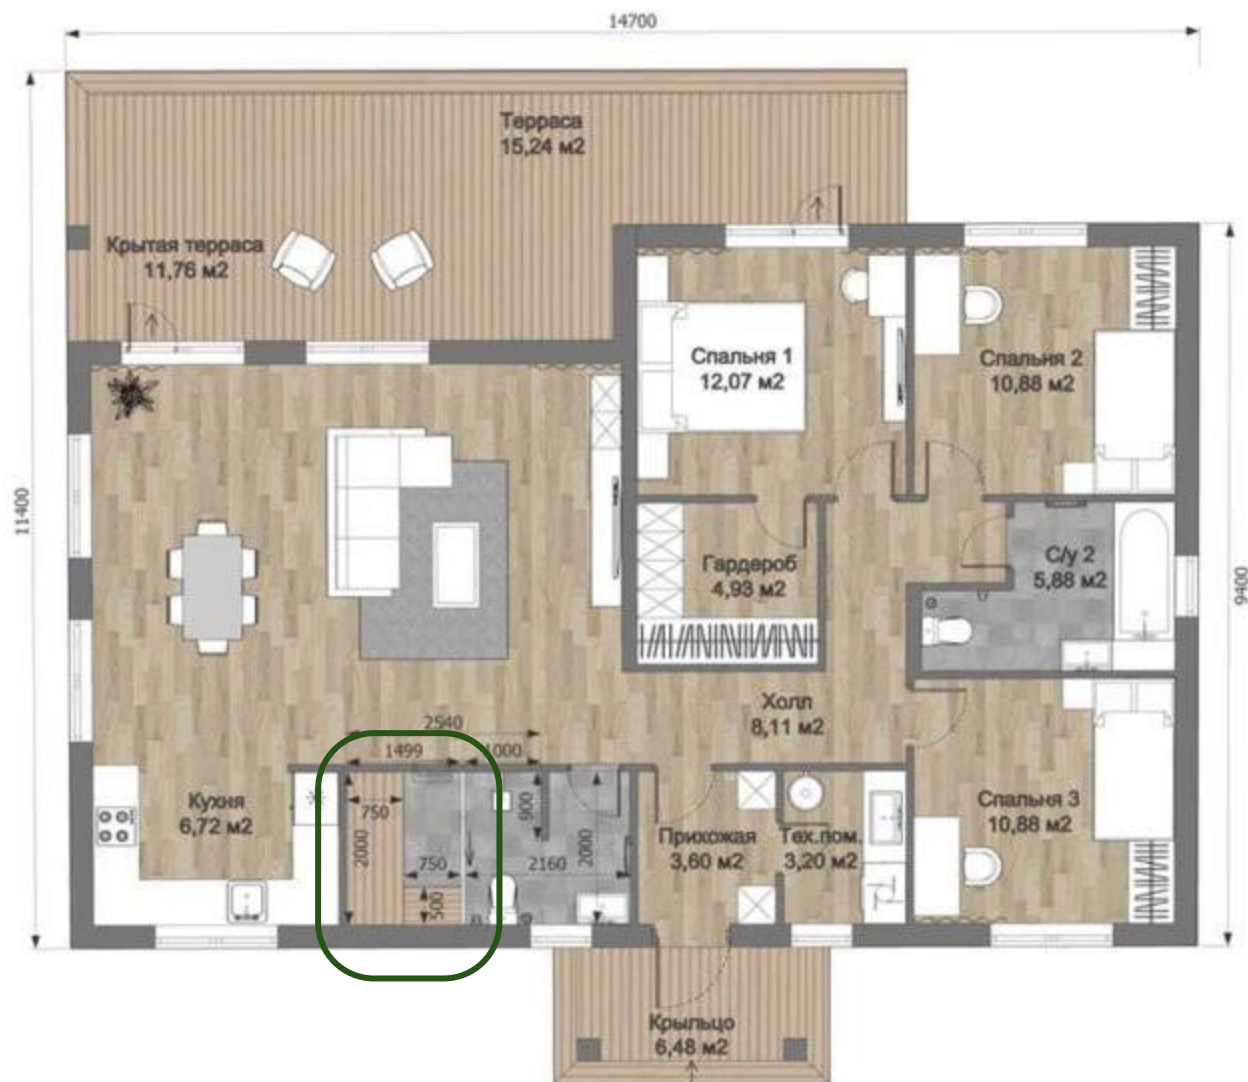 14700
Терраса
15,24 м2
Крытая терраса
11,76 м2
11400
9400
Спальня 1
12,07 м2
Спальня 2
10,88 м2
Гардероб
4,93 м2
С/у 2
5,88 м2
Холл
8,11 м2
2540
1499
1000
Кухня
6,72 м2
750
2000
750
500
900
2160
2000
Прихожая
3,60 м2
Тех.пом.
3,20 м2
Спальня 3
10,88 м2
Крыльцо
6,48 м2